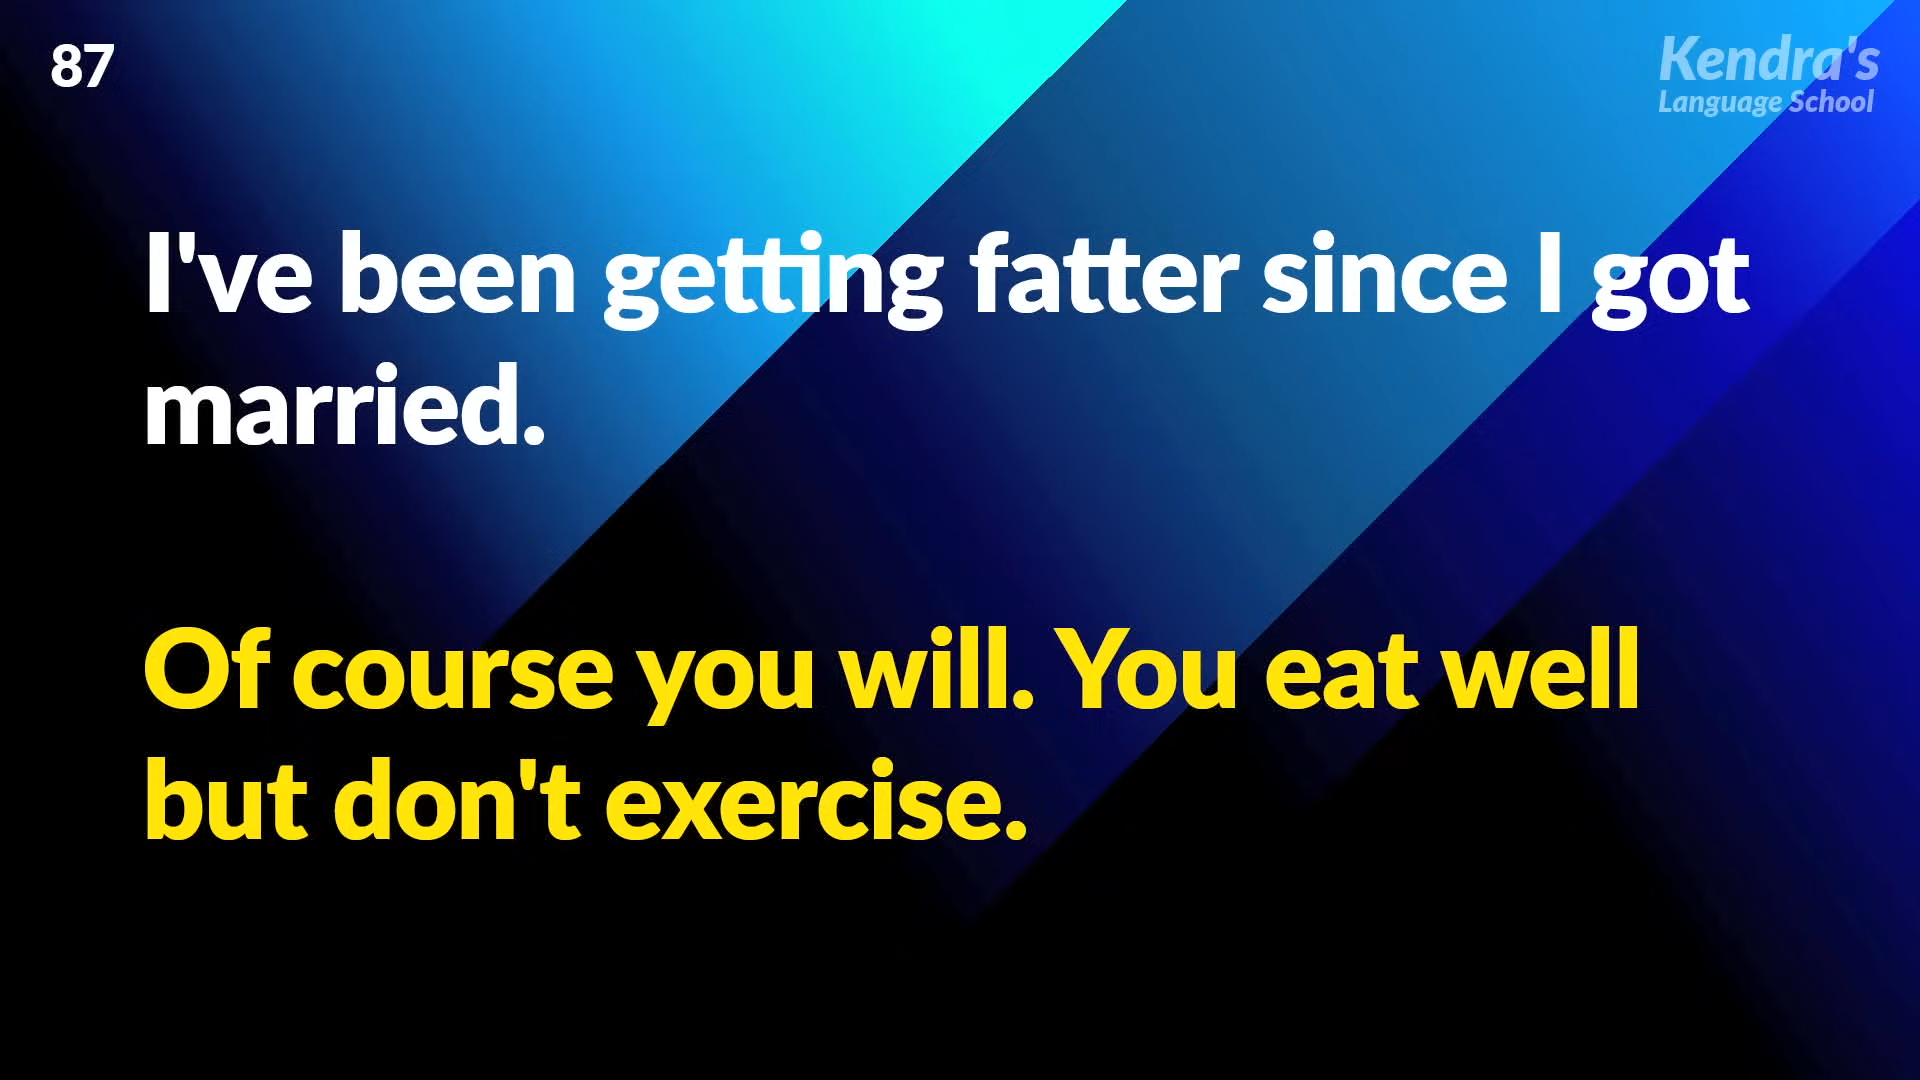 87
Kendra's
Language School
I've been getting fatter since I got
married.
Of course you will. You eat well
but don't exercise.